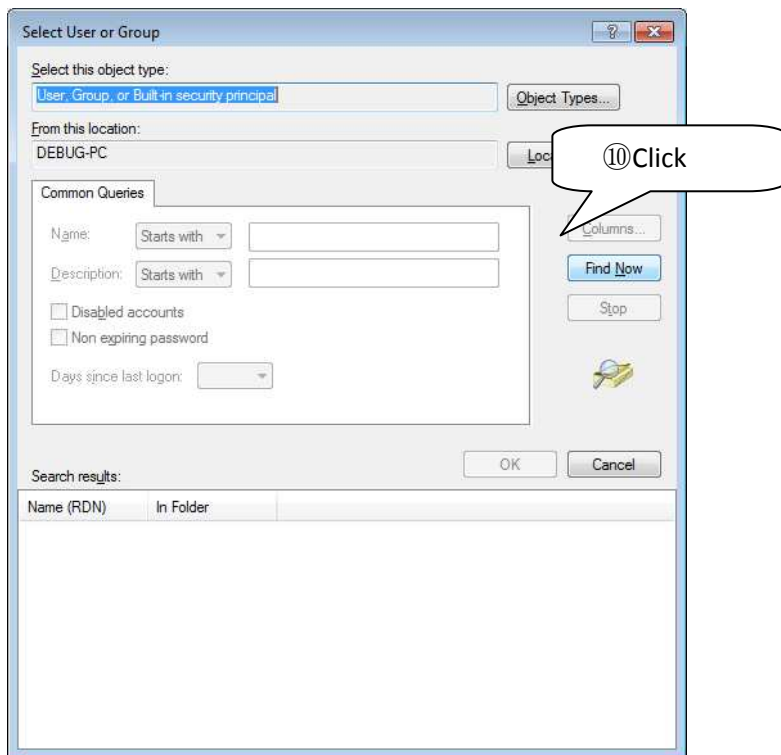 Select User or Group
Select this object type:
User, Group, or Built-in security principal
Object Types...
From this location:
DEBUG-PC
⑩Click
Common Queries
Name:
Starts with
Columns...
Description:
Starts with
Find Now
Disabled accounts
Stop
Non expiring password
Days since last logon:
OK
Cancel
Search results:
Name (RDN)
In Folder